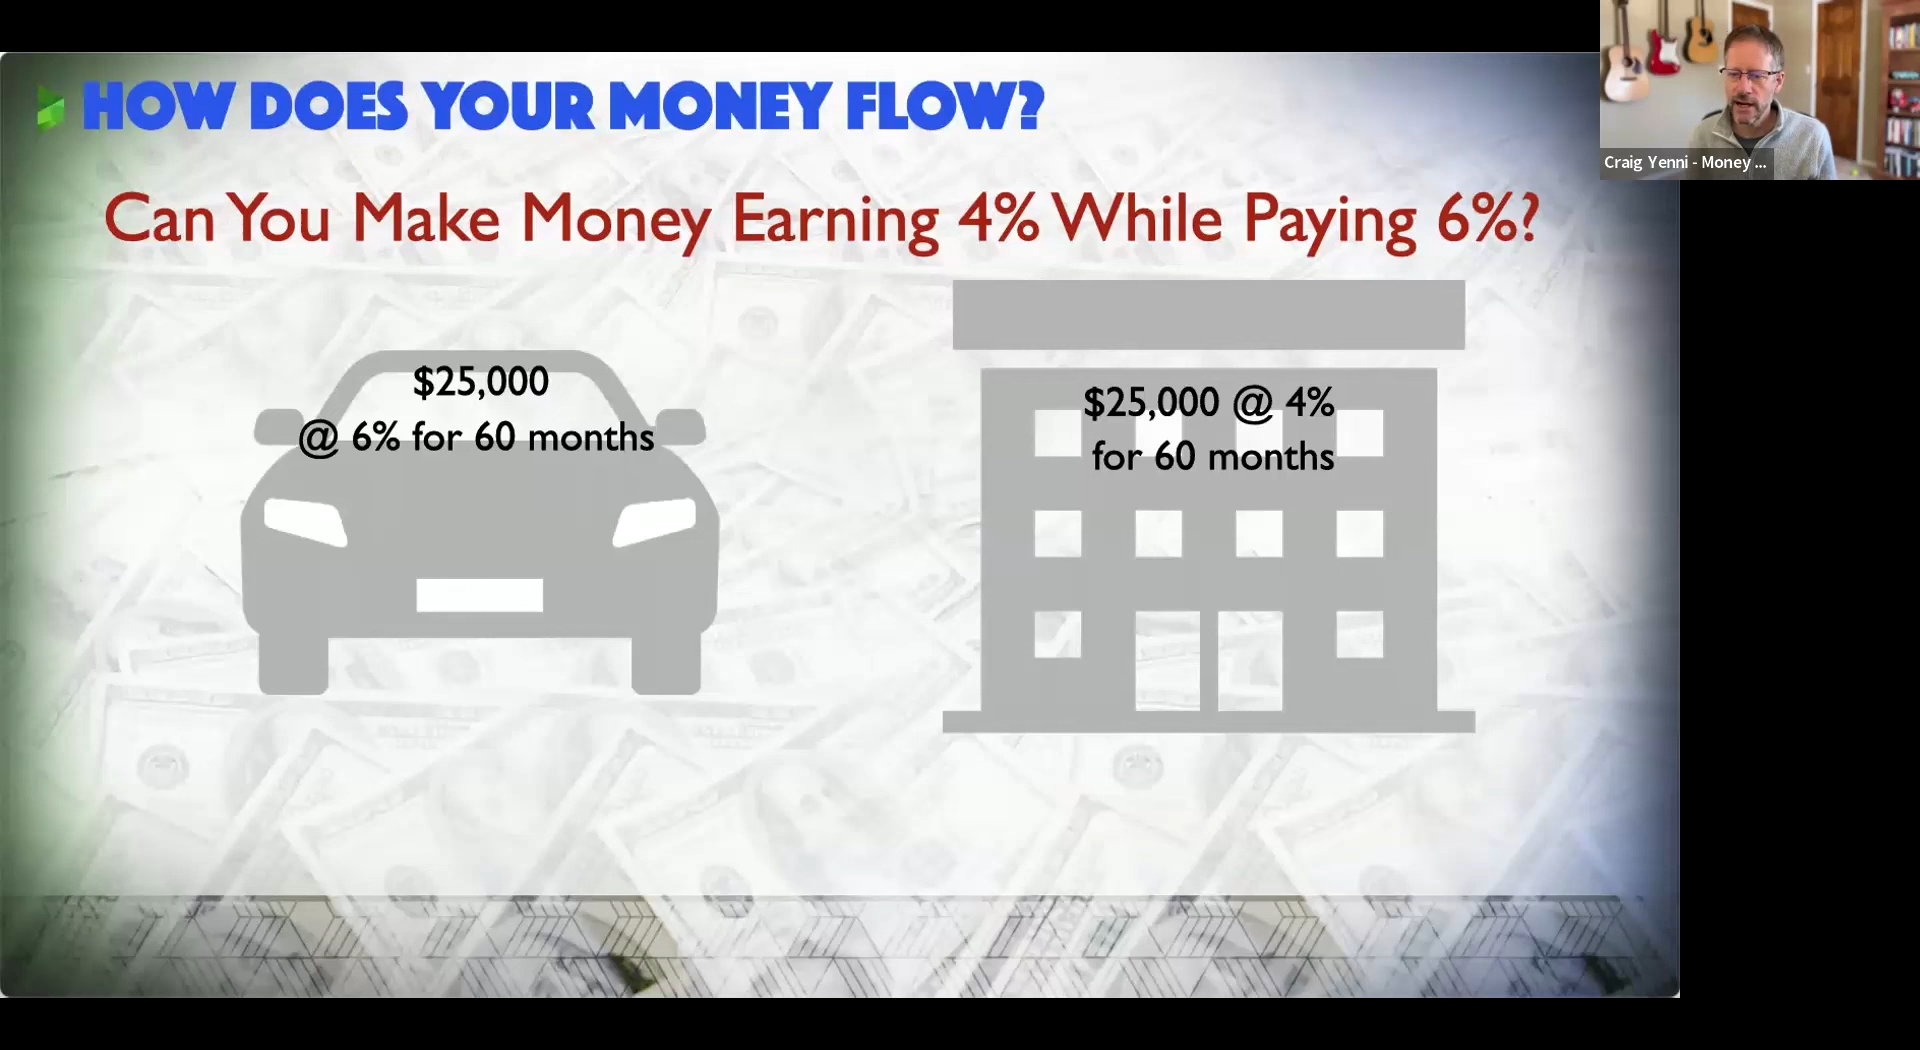 HOW DOES YOUR MONEY FLOW?
Can You Make Money Earning 4% While Paying 6%?
$25,000
@ 6% for 60 months
$25,000 @ 4%
for 60 months
Craig Yenni - Money ...